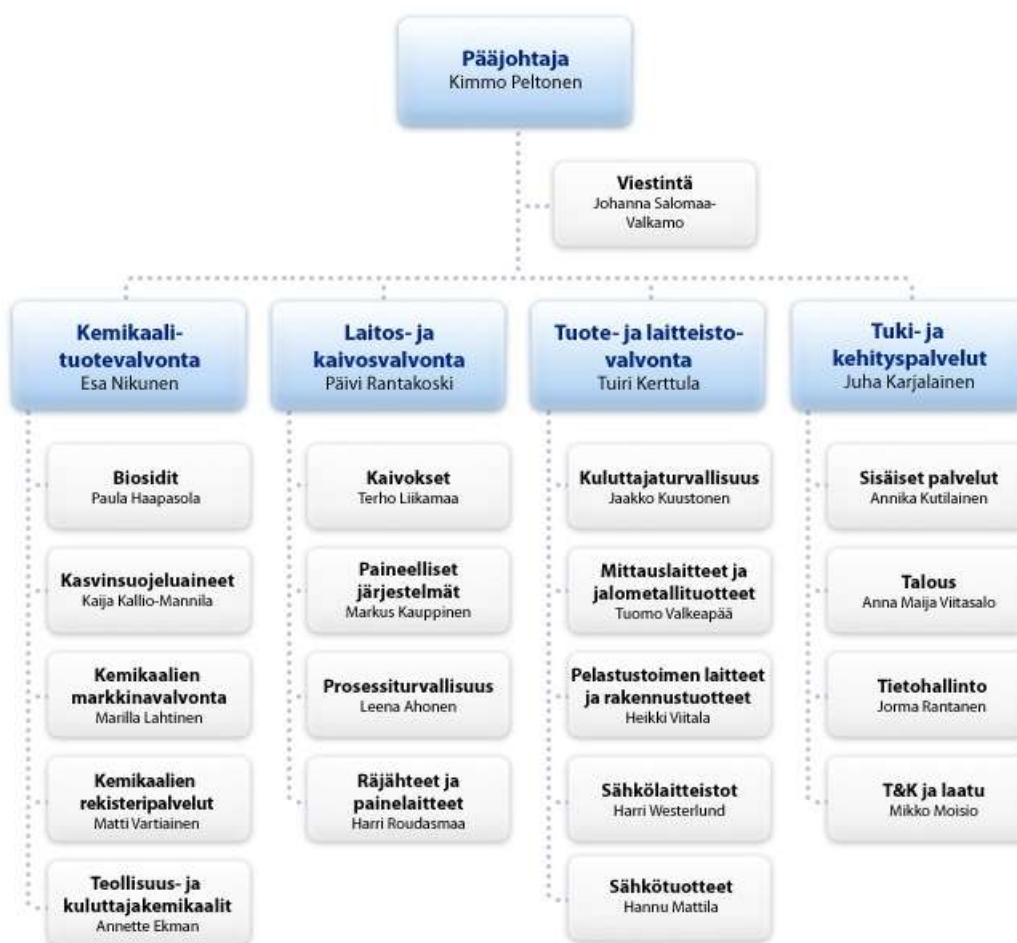 Pääjohtaja
Kimmo Peltonen
Viestintä
Johanna Salomaa-
Valkamo
Kemikaali-
tuotevalvonta
Esa Nikunen
Biosidit
Paula Haapasola
Kasvinsuojeluaineet
Kaija Kallio-Mannila
Kemikaalien
markkinavalvonta
Marilla Lahtinen
Kemikaalien
rekisteripalvelut
Matti Vartiainen
Teollisuus- ja
kuluttajakemikaalit
Annette Ekman
Laitos- ja
kaivosvalvonta
Päivi Rantakoski
Kaivokset
Terho Liikamaa
Paineelliset
järjestelmät
Markus Kauppinen
Prosessiturvallisuus
Leena Ahonen
Räjähteet ja
painelaitteet
Harri Roudasmaa
Tuote- ja laitteisto-
valvonta
Tuiri Kerttula
Kuluttajaturvallisuus
Jaakko Kuustonen
Mittauslaitteet ja
jalometallituotteet
Tuomo Valkeapää
Pelastustoimen laitteet
ja rakennustuotteet
Heikki Viitala
Sähkölaitteistot
Harri Westerlund
Sähkötuotteet
Hannu Mattila
Tuki- ja
kehityspalvelut
Juha Karjalainen
Sisäiset palvelut
Annika Kutilainen
Talous
Anna Maija Viitasalo
Tietohallinto
Jorma Rantanen
T&K ja laatu
Mikko Moisio